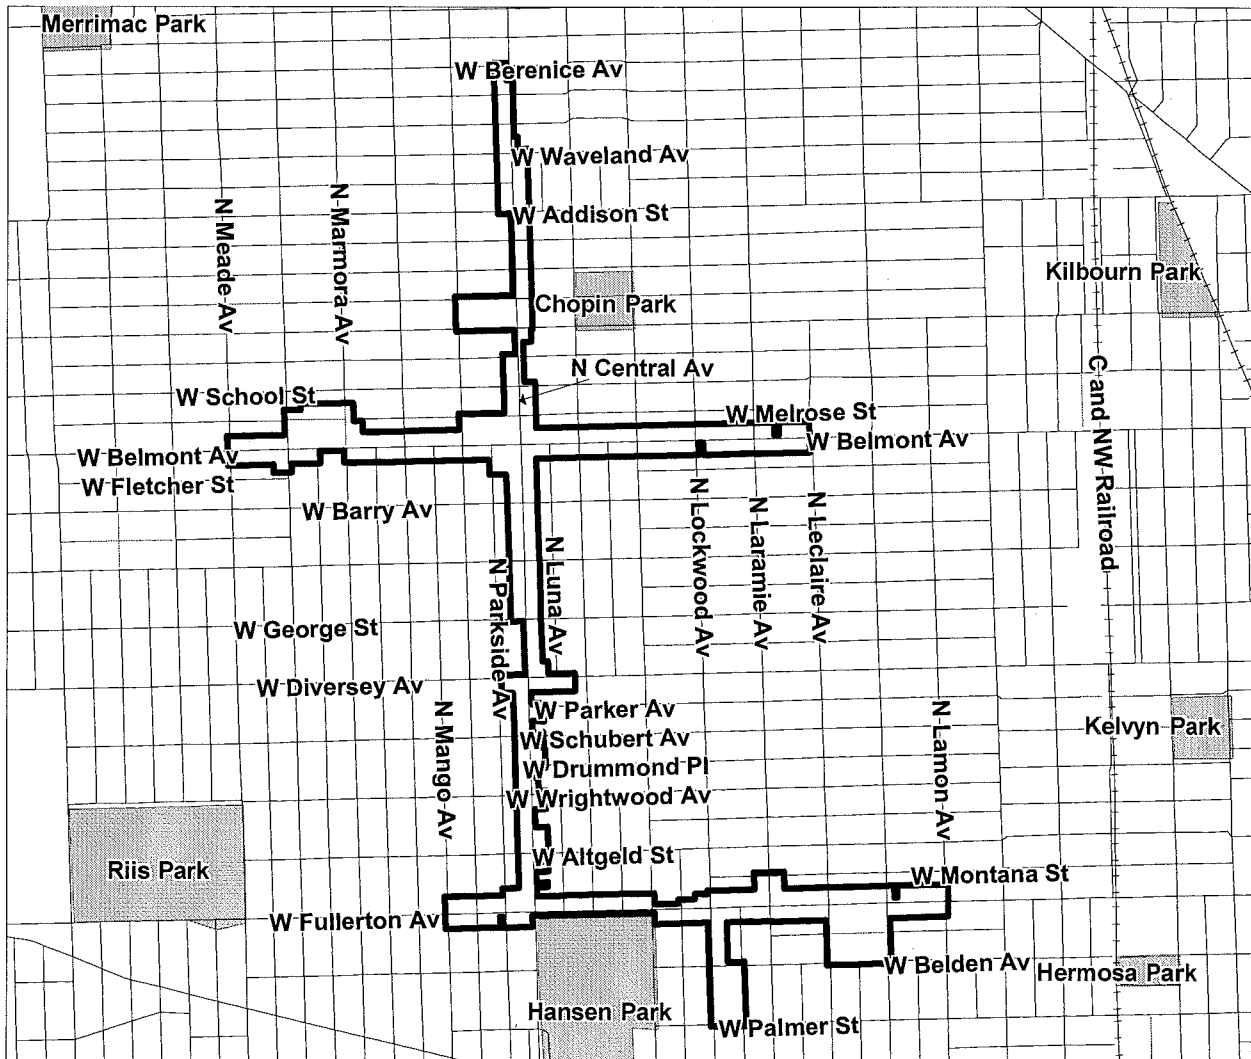 Merrimac Park
W Berenice Av
W Waveland Av
N Meade Av
N Marmora Av
W Addison St
Kilbourn Park
Chopin Park
N Central Av
C and NW Railroad
W School St
W Melrose St
W Belmont Av
W Belmont Av
W Fletcher St
W Barry Av
N Lockwood Av
N Laramie Av
N Leclaire Av
N Parkside Av
N Luna Av
W George St
W Diversey Av
N Mango Av
W Parker Av
N Lamon Av
Kelvyn Park
W Schubert Av
W Drummond Pl
W Wrightwood Av
W Altgeld St
Riis Park
W Montana St
W Fullerton Av
W Belden Av
Hermosa Park
Hansen Park
W Palmer St